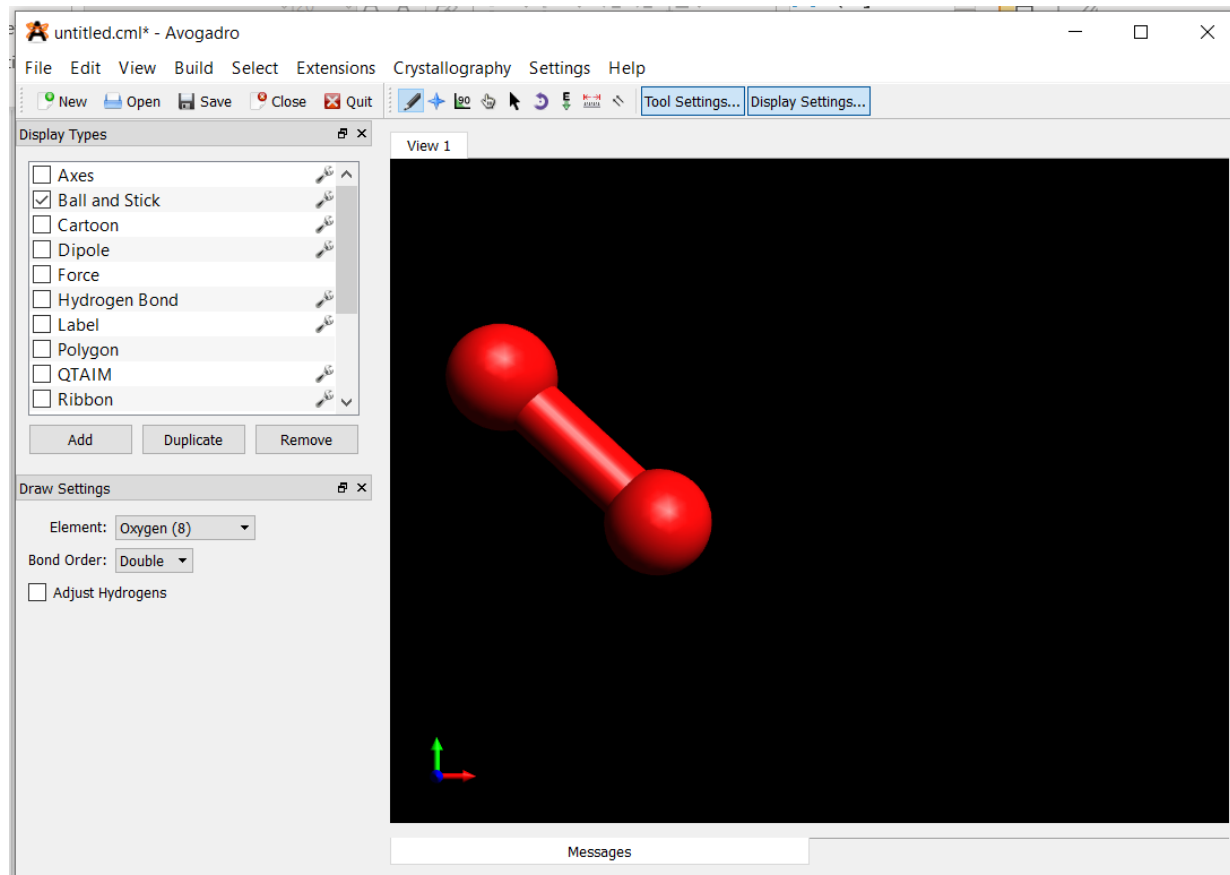 untitled.cml* - Avogadro
File Edit View Build Select Extensions Crystallography Settings Help
New Open Save Close Quit 90 E Tool Settings... Display Settings...
Display Types
View 1
Axes
Ball and Stick
Cartoon
Dipole
Force
Hydrogen Bond
Label
Polygon
QTAIM
Ribbon
Add Duplicate Remove
Draw Settings
Element: Oxygen (8)
Bond Order: Double
Adjust Hydrogens
Messages